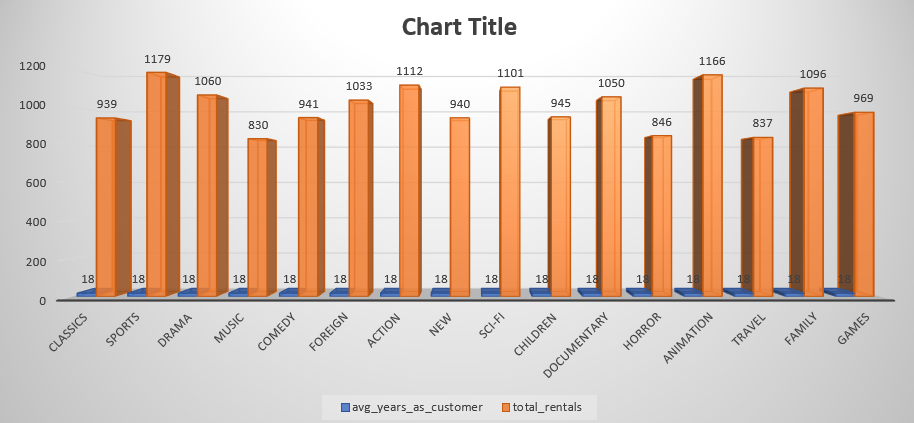 Chart Title
1200
1000
800
600
400
200
0
939
1179
1060
830
941
1033
1112
940
1101
945
1050
846
1166
837
1096
969
18 18 18 18 18 18 18 18 18 18 18 18 18 18 18 18
CLASSICS
SPORTS
DRAMA
MUSIC
COMEDY
FOREIGN
ACTION
NEW
SCI-FI
CHILDREN
DOCUMENTARY
HORROR
ANIMATION
TRAVEL
FAMILY
GAMES
avg_years_as_customer total_rentals